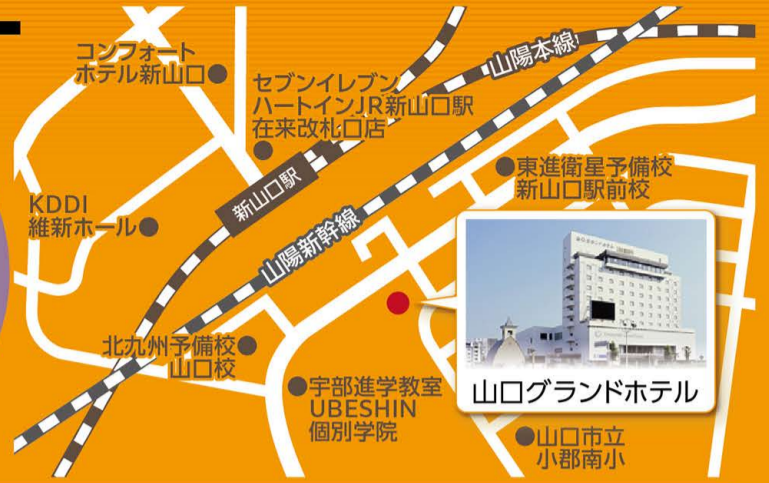 コンフォート
ホテル新山口
セブンイレブン
ハートインJR新山口駅
在来改札口店
山陽本線
東進衛星予備校
新山口駅前校
KDDI
維新ホール
新山口駅
山陽新幹線
北九州予備校
山口校
宇部進学教室
UBESHIN
個別学院
山口グランドホテル
山口市立
小郡南小